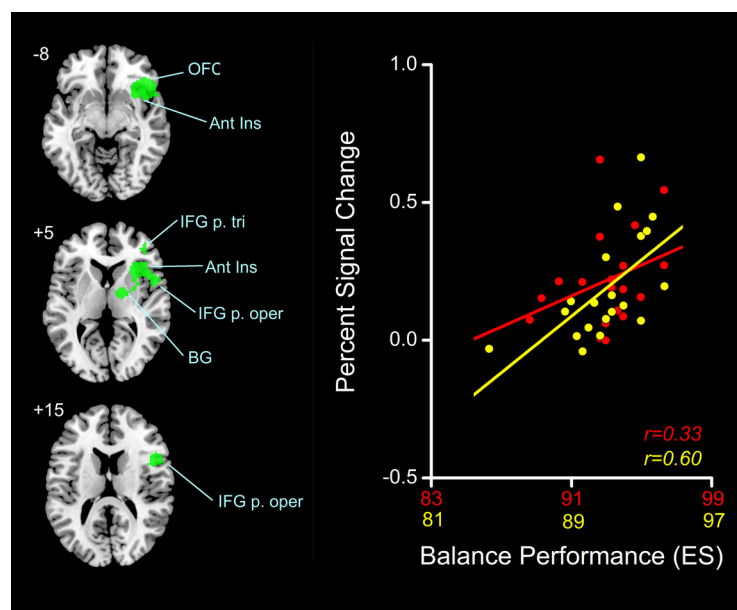 -8
OFC
Ant Ins
+5
IFG p. tri
Ant Ins
IFG p. oper
BG
+15
IFG p. oper
Percent Signal Change
1.0
0.5
0.0
-0.5
r=0.33
r=0.60
83 91 99
81 89 97
Balance Performance (ES)